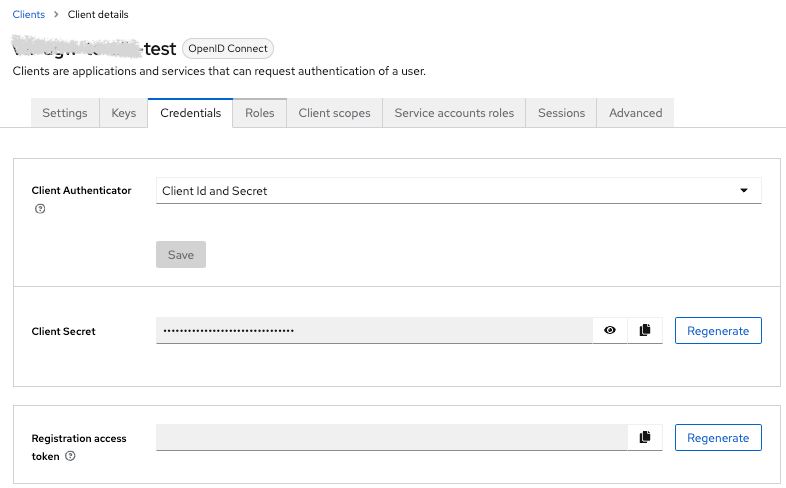 Clients > Client details
-test OpenID Connect
Clients are applications and services that can request authentication of a user.
Settings Keys Credentials Roles Client scopes Service accounts roles Sessions Advanced
Client Authenticator
Client Id and Secret
Save
Client Secret
••••••••••••••••••••••••••••••••
Regenerate
Registration access
token
Regenerate